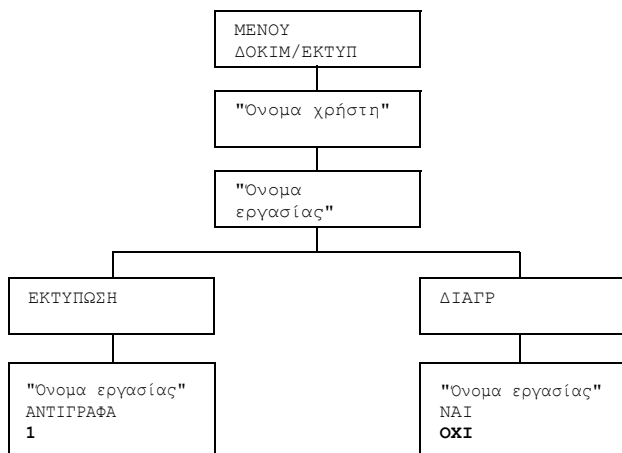 ΜΕΝΟΥ
ΔΟΚΙΜ/ΕΚΤΥΠ
"Όνομα χρήστη"
"Όνομα
εργασίας"
ΕΚΤΥΠΩΣΗ
ΔΙΑΓΡ
"Όνομα εργασίας"
ΑΝΤΙΓΡΑΦΑ
1
"Όνομα εργασίας"
ΝΑΙ
ΟΧΙ